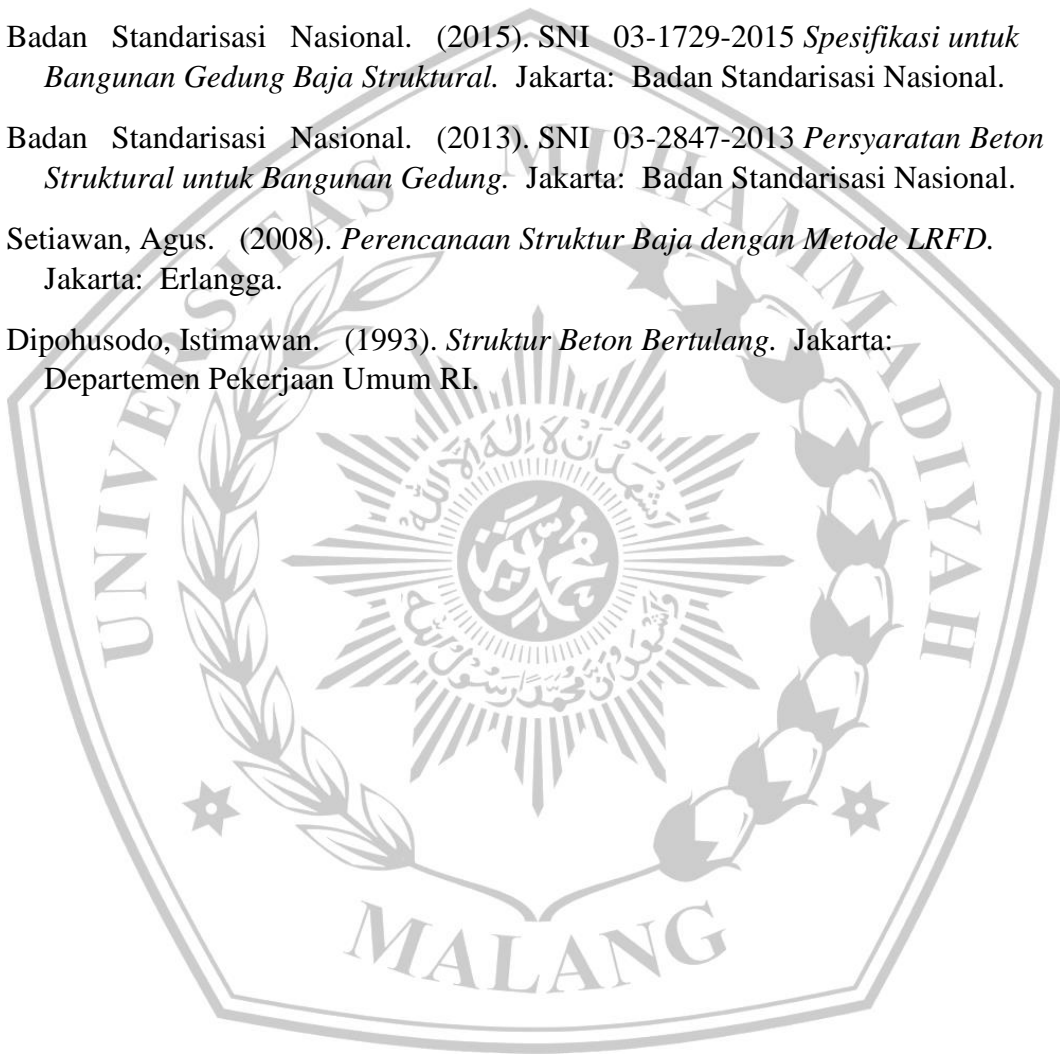 Badan Standarisasi Nasional. (2015). SNI 03-1729-2015 Spesifikasi untuk
Bangunan Gedung Baja Struktural. Jakarta: Badan Standarisasi Nasional.
Badan Standarisasi Nasional. (2013). SNI 03-2847-2013 Persyaratan Beton
Struktural untuk Bangunan Gedung. Jakarta: Badan Standarisasi Nasional.
Setiawan, Agus. (2008). Perencanaan Struktur Baja dengan Metode LRFD.
Jakarta: Erlangga.
Dipohusodo, Istimawan. (1993). Struktur Beton Bertulang. Jakarta:
Departemen Pekerjaan Umum RI.
UNIVERSITAS MUHAMMADIYAH
MALANG